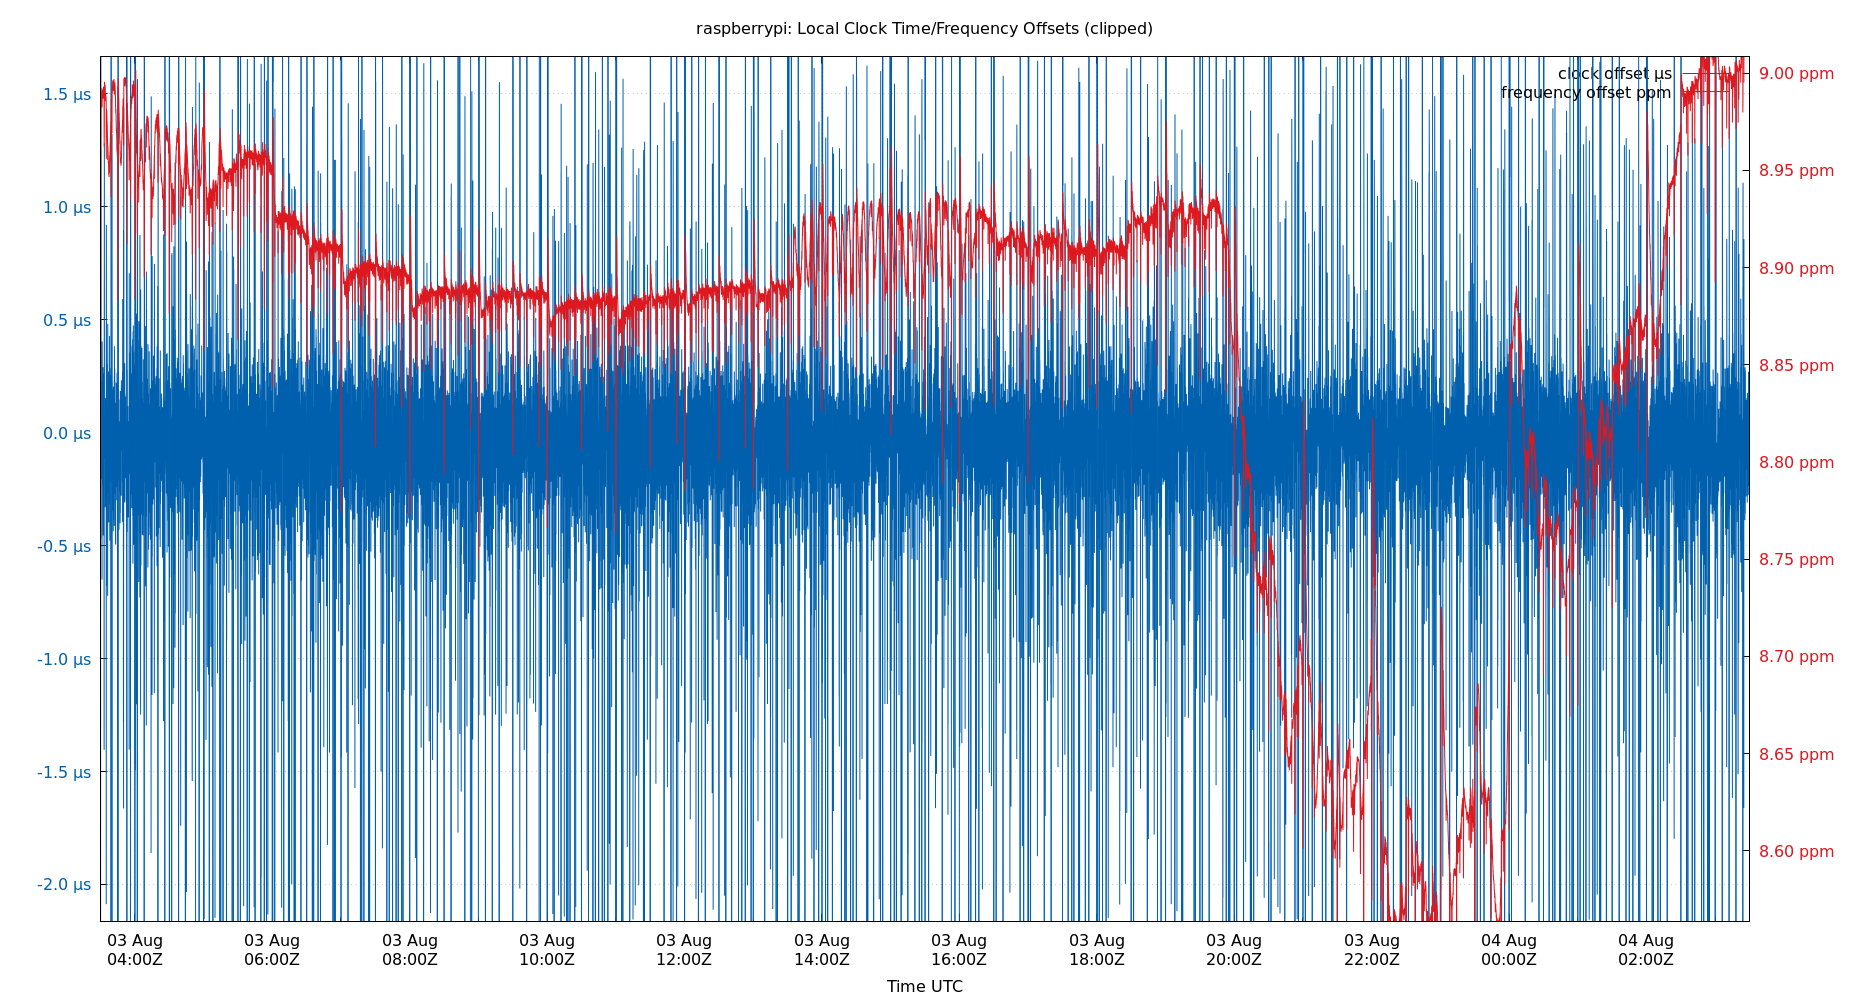 raspberrypi: Local Clock Time/Frequency Offsets (clipped)
clock offset µs
frequency offset ppm
1.5 µs
1.0 µs
0.5 µs
0.0 µs
-0.5 µs
-1.0 µs
-1.5 µs
-2.0 µs
9.00 ppm
8.95 ppm
8.90 ppm
8.85 ppm
8.80 ppm
8.75 ppm
8.70 ppm
8.65 ppm
8.60 ppm
03 Aug 03 Aug 03 Aug 03 Aug 03 Aug 03 Aug 03 Aug 03 Aug 03 Aug 03 Aug 04 Aug 04 Aug
04:00Z 06:00Z 08:00Z 10:00Z 12:00Z 14:00Z 16:00Z 18:00Z 20:00Z 22:00Z 00:00Z 02:00Z
Time UTC